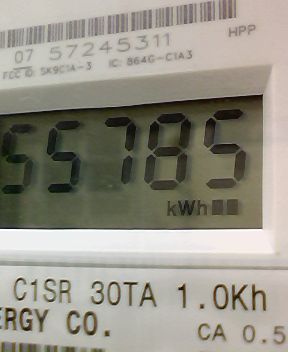 07 57245311
HPP
FCC ID: SK9C1A-3 IC: 864G-C1A3
55785
kWh
C1SR 30TA 1.0Kh
ERGY CO.
CA 0.5